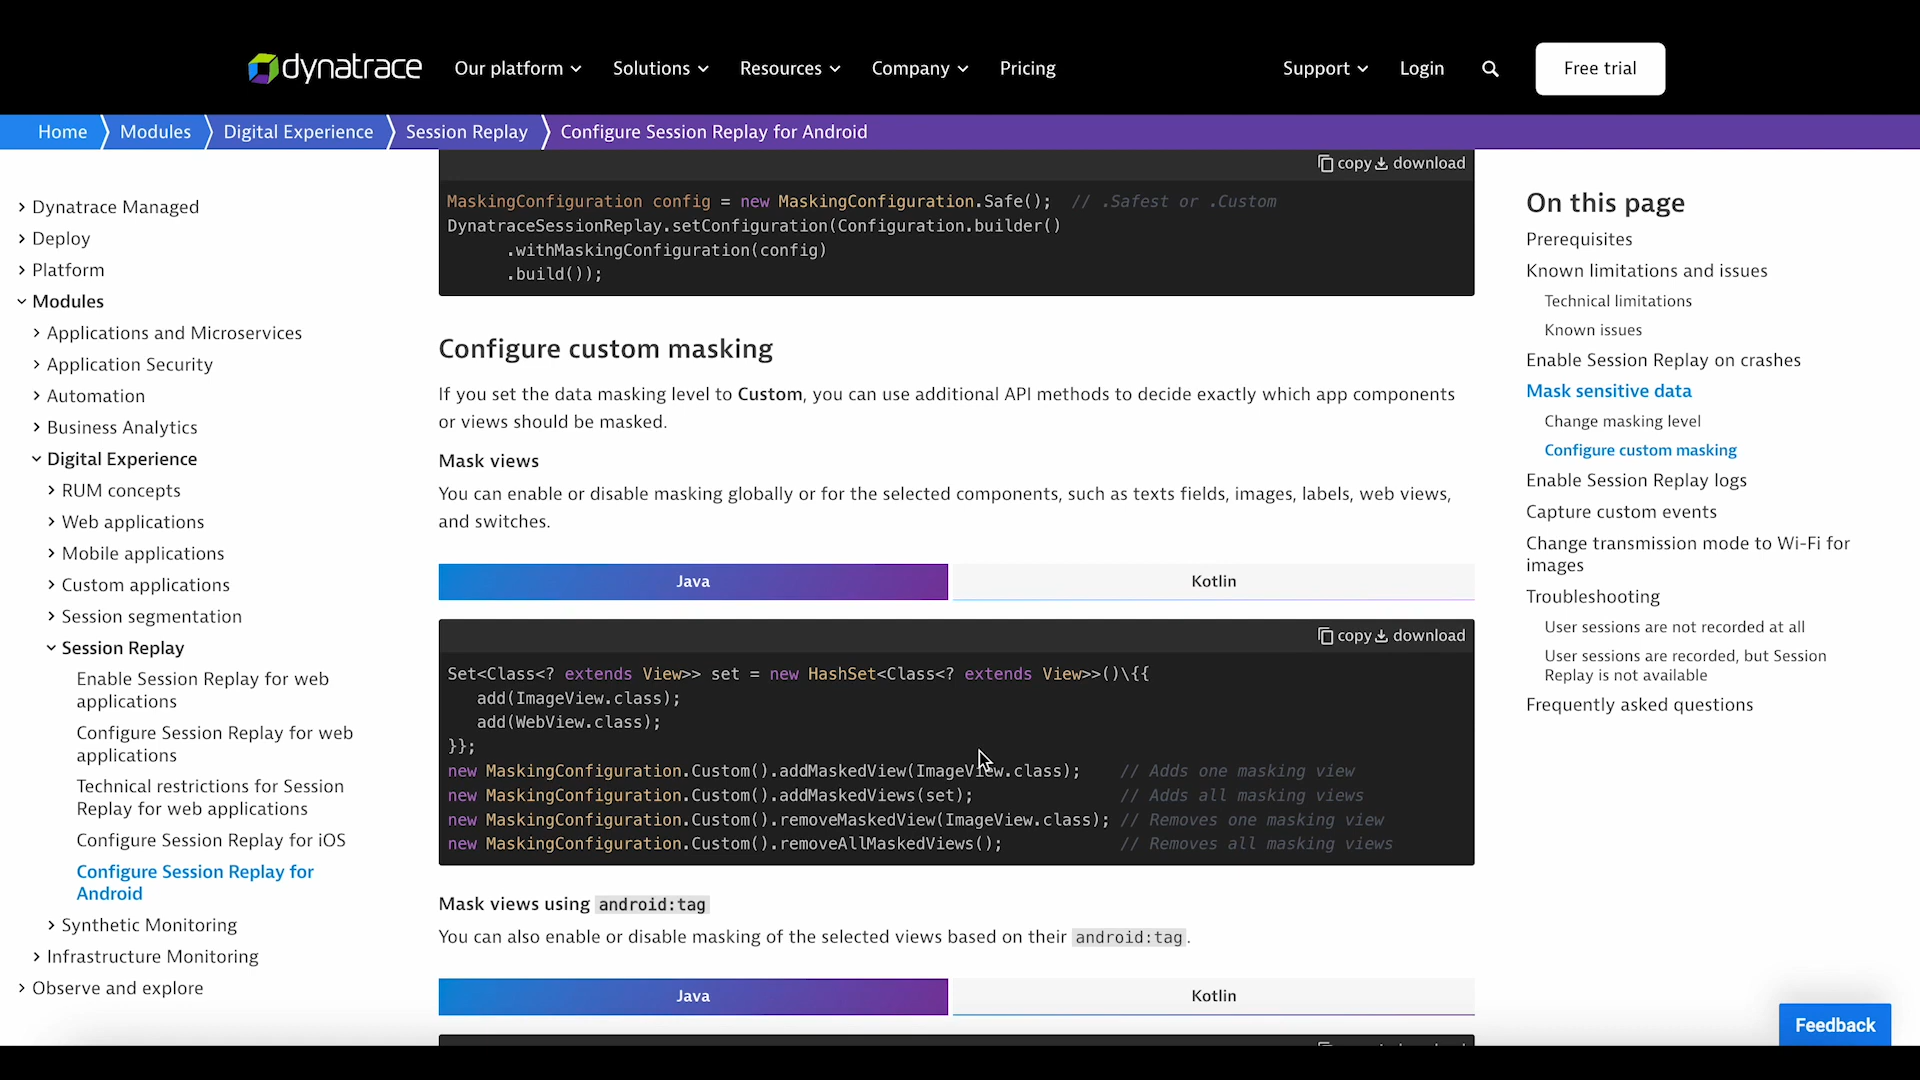 dynatrace Our platform Solutions Resources Company Pricing Support Login Free trial
Home Modules Digital Experience Session Replay Configure Session Replay for Android
Dynatrace Managed
Deploy
Platform
Modules
Applications and Microservices
Application Security
Automation
Business Analytics
Digital Experience
RUM concepts
Web applications
Mobile applications
Custom applications
Session segmentation
Session Replay
Enable Session Replay for web
applications
Configure Session Replay for web
applications
Technical restrictions for Session
Replay for web applications
Configure Session Replay for iOS
Configure Session Replay for
Android
Synthetic Monitoring
Infrastructure Monitoring
Observe and explore
copy download
MaskingConfiguration config = new MaskingConfiguration.Safe(); // .Safest or .Custom
DynatraceSessionReplay.setConfiguration(Configuration.builder()
.withMaskingConfiguration(config)
.build());
Configure custom masking
If you set the data masking level to Custom, you can use additional API methods to decide exactly which app components
or views should be masked.
Mask views
You can enable or disable masking globally or for the selected components, such as texts fields, images, labels, web views,
and switches.
Java Kotlin
copy download
Set<Class<? extends View>> set = new HashSet<Class<? extends View>>()\{{
add(ImageView.class);
add(WebView.class);
}};
new MaskingConfiguration.Custom().addMaskedView(ImageView.class); // Adds one masking view
new MaskingConfiguration.Custom().addMaskedViews(set); // Adds all masking views
new MaskingConfiguration.Custom().removeMaskedView(ImageView.class); // Removes one masking view
new MaskingConfiguration.Custom().removeAllMaskedViews(); // Removes all masking views
Mask views using android:tag
You can also enable or disable masking of the selected views based on their android:tag.
Java Kotlin
On this page
Prerequisites
Known limitations and issues
Technical limitations
Known issues
Enable Session Replay on crashes
Mask sensitive data
Change masking level
Configure custom masking
Enable Session Replay logs
Capture custom events
Change transmission mode to Wi-Fi for
images
Troubleshooting
User sessions are not recorded at all
User sessions are recorded, but Session
Replay is not available
Frequently asked questions
Feedback